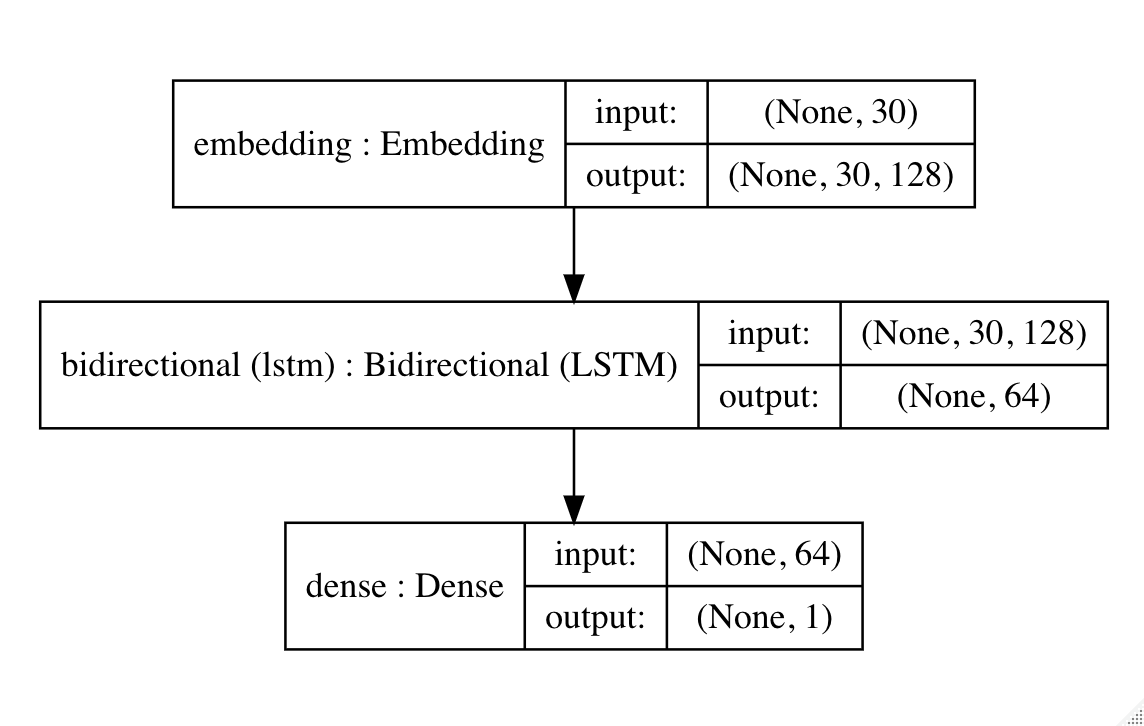 embedding : Embedding
input:
(None, 30)
output:
(None, 30, 128)
bidirectional (lstm) : Bidirectional (LSTM)
input:
(None, 30, 128)
output:
(None, 64)
dense : Dense
input:
(None, 64)
output:
(None, 1)